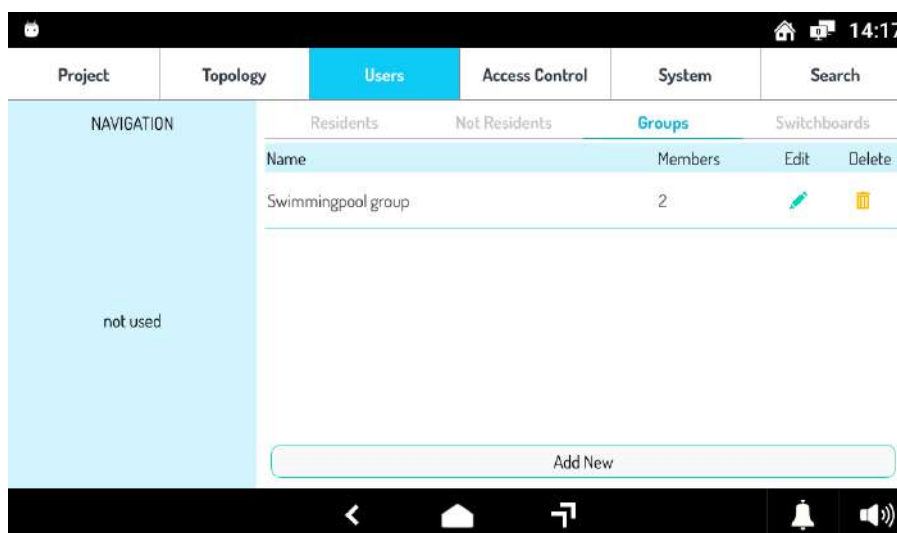 14:17
Project Topology Users Access Control System Search
NAVIGATION
Residents Not Residents Groups Switchboards
Name Members Edit Delete
Swimmingpool group 2
not used
Add New